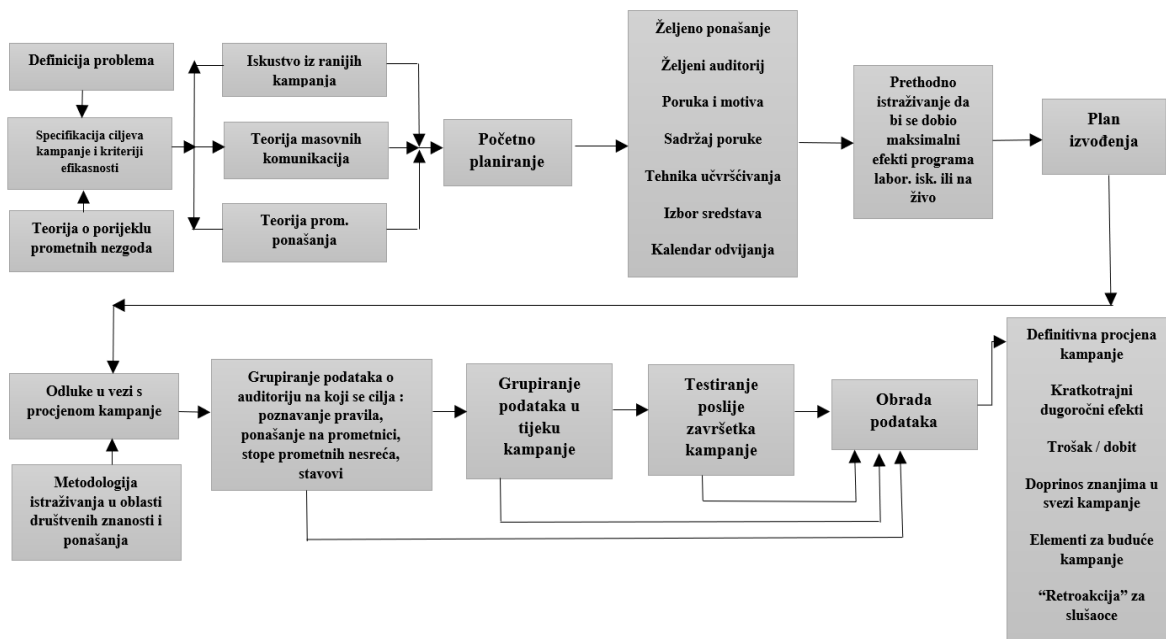 Definicija problema
Specifikacija ciljeva
kampanje i kriteriji
efikasnosti
Teorija o porijeklu
prometnih nezgoda
Iskustvo iz ranijih
kampanja
Teorija masovnih
komunikacija
Teorija prom.
ponašanja
Početno
planiranje
Željeno ponašanje
Željeni auditorij
Poruka i motiva
Sadržaj poruke
Tehnika učvršćivanja
Izbor sredstava
Kalendar odvijanja
Prethodno
istraživanje da
bi se dobio
maksimalni
efekti programa
labor. isk. ili na
živo
Plan
izvođenja
Odluke u vezi s
procjenom kampanje
Metodologija
istraživanja u oblasti
društvenih znanosti i
ponašanja
Grupiranje podataka o
auditoriju na koji se cilja :
poznavanje pravila,
ponašanje na prometnici,
stope prometnih nesreća,
stavovi
Grupiranje
podataka u
tijeku
kampanje
Testiranje
poslije
završetka
kampanje
Obrada
podataka
Definitivna procjena
kampanje
Kratkotrajni
dugoročni efekti
Trošak / dobit
Doprinos znanjima u
svezi kampanje
Elementi za buduće
kampanje
“Retroakcija” za
slušaoce